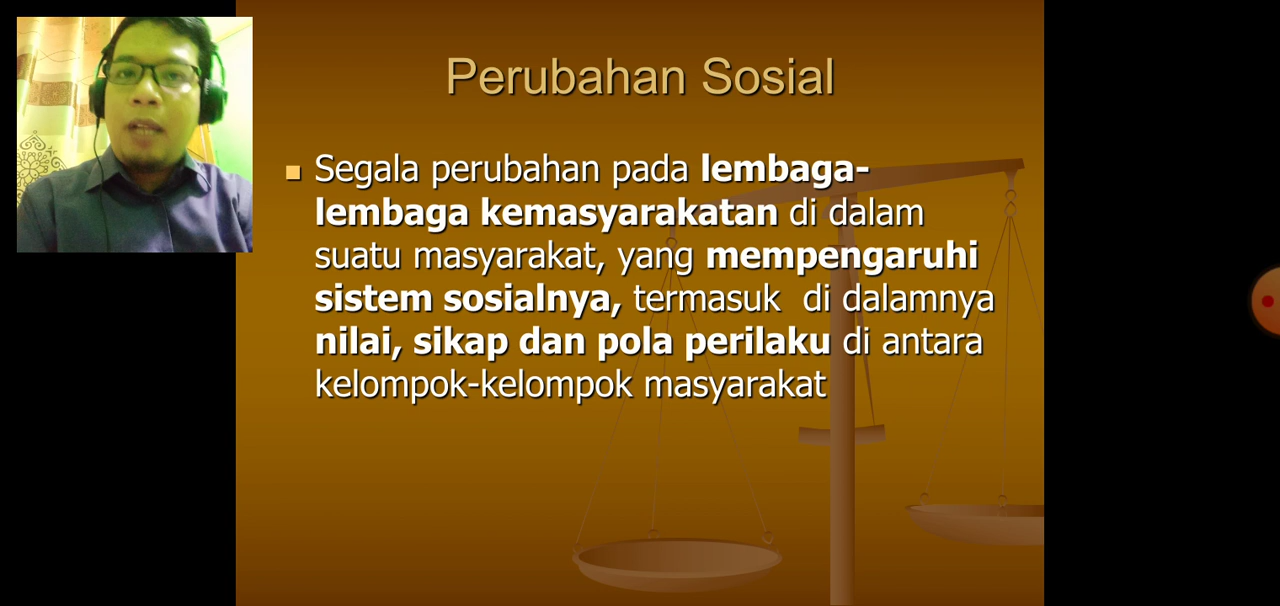 Perubahan Sosial
Segala perubahan pada lembaga-
lembaga kemasyarakatan di dalam
suatu masyarakat, yang mempengaruhi
sistem sosialnya, termasuk di dalamnya
nilai, sikap dan pola perilaku di antara
kelompok-kelompok masyarakat